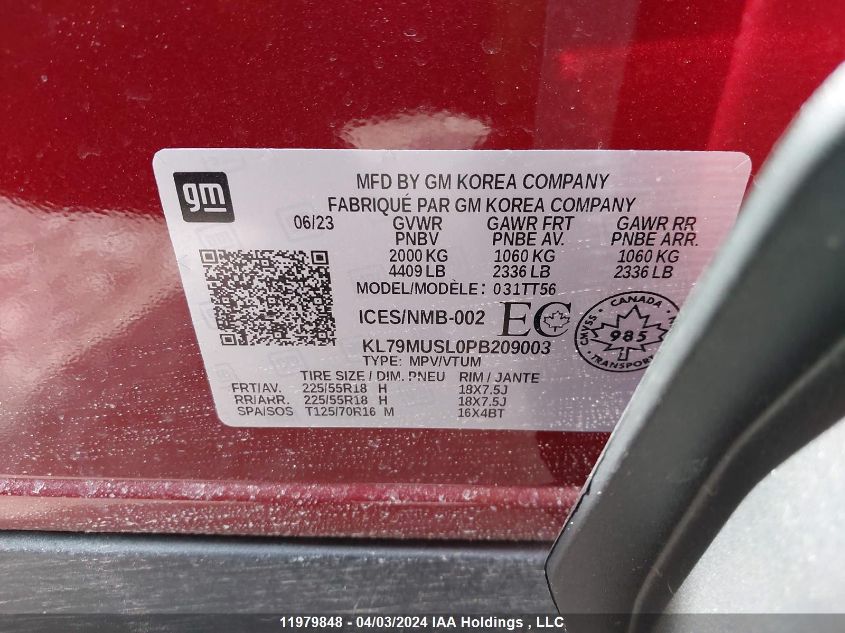 gm
MFD BY GM KOREA COMPANY
FABRIQUÉ PAR GM KOREA COMPANY
06/23 GVWR GAWR FRT GAWR RR
PNBV PNBE AV. PNBE ARR.
2000 KG 1060 KG 1060 KG
4409 LB 2336 LB 2336 LB
MODEL/MODÈLE: 031TT56
ICES/NMB-002 EC
KL79MUSL0PB209003
TYPE: MPV/VTUM
CANADA
CMVSS 985
TRANSPORT
TIRE SIZE / DIM. PNEU RIM / JANTE
FRT/AV. 225/55R18 H 18X7.5J
RR/ARR. 225/55R18 H 18X7.5J
SPA/SOS T125/70R16 M 16X4BT
11979848 - 04/03/2024 IAA Holdings , LLC